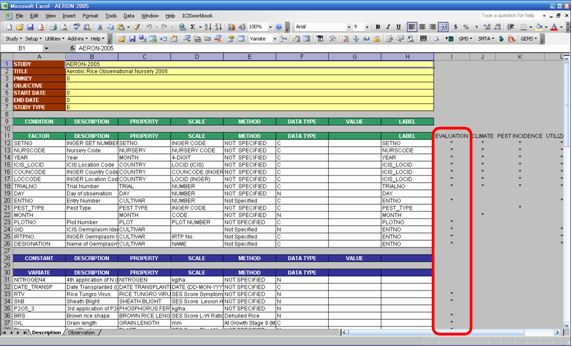 Microsoft Excel - AERON-2005
File Edit View Insert Format Tools Data Window Help ICISWorkbook
Type a question for help
100%
Arial
9
Study Setup Utilities Add-ins Help
Variate
GMS SMTA GEMS
B1 AERON-2005
A B C D E F G H I J K L
1 STUDY AERON-2005
2 TITLE Aerobic Rice Observational Nursery 2005
3 PMKEY 0
4 OBJECTIVE -
5 START DATE 0
6 END DATE 0
7 STUDY TYPE E
8
9 CONDITION DESCRIPTION PROPERTY SCALE METHOD DATA TYPE VALUE LABEL
10
11 FACTOR DESCRIPTION PROPERTY SCALE METHOD DATA TYPE LABEL EVALUATION CLIMATE PEST INCIDENCE UTILIZA
12 SETNO INGER SET NUMBER SETNO INGER CODE NOT SPECIFIED C SETNO
13 NURSCODE Nursery Code NURSERY NURSERY CODE NOT SPECIFIED C NURSCODE
14 YEAR Year MONTH 4-DIGIT NOT SPECIFIED C YEAR
15 ICIS_LOCID ICIS Location Code COUNTRY LOCID (ICIS) NOT SPECIFIED C ICIS_LOCID
16 COUNCODE INGER Country Code COUNTRY COUNCODE (INGER) NOT SPECIFIED C COUNCODE
17 LOCCODE INGER Location Cod COUNTRY LOCID (INGER) NOT SPECIFIED C LOCCODE
18 TRIALNO Trial Number TRIAL NUMBER NOT SPECIFIED C TRIALNO
19 DAY Day of observation DAY NUMBER NOT SPECIFIED N DAY
20 ENTNO Entry Number CULTIVAR NUMBER Not Specified C ENTNO
21 PEST_TYPE Pest Type PEST TYPE INGER CODE NOT SPECIFIED C PEST_TYPE
22 MONTH MONTH CODE NOT SPECIFIED N MONTH
23 PLOTNO Plot Number PLOT PLOT NUMBER NOT SPECIFIED C PLOTNO
24 GID ICIS Germplasm Iden CULTIVAR Not Specified N ENTNO
25 IRTPNO INGER Germplasm CULTIVAR IRTP No. Not Specified C ENTNO
26 DESIGNATION Name of Germplasm CULTIVAR NAME Not Specified C ENTNO
27
28 CONSTANT DESCRIPTION PROPERTY SCALE METHOD DATA TYPE VALUE
29
30 VARIATE DESCRIPTION PROPERTY SCALE METHOD DATA TYPE
31 NITROGEN4 4th application of N NITROGEN kg/ha NOT SPECIFIED N
32 DATE_TRANSP Date Transplanted DATE TRANSPLANT DATE (DD-MON-YYY NOT SPECIFIED C
33 RTV Rice Tungro Virus RICE TUNGRO VIRU SES Score Symptom NOT SPECIFIED N
34 ShB Sheath Blight SHEATH BLIGHT SES Score Lesion H NOT SPECIFIED N
35 P2O5_3 3rd application of P2 PHOSPHORUS FER kg/ha NOT SPECIFIED N
36 BRS Brown rice shape BROWN RICE LENG SES Score L-W Ratio Dehulled Rice N
37 GrL Grain length GRAIN LENGTH mm At Growth Stage 9 (M C
Description Observation